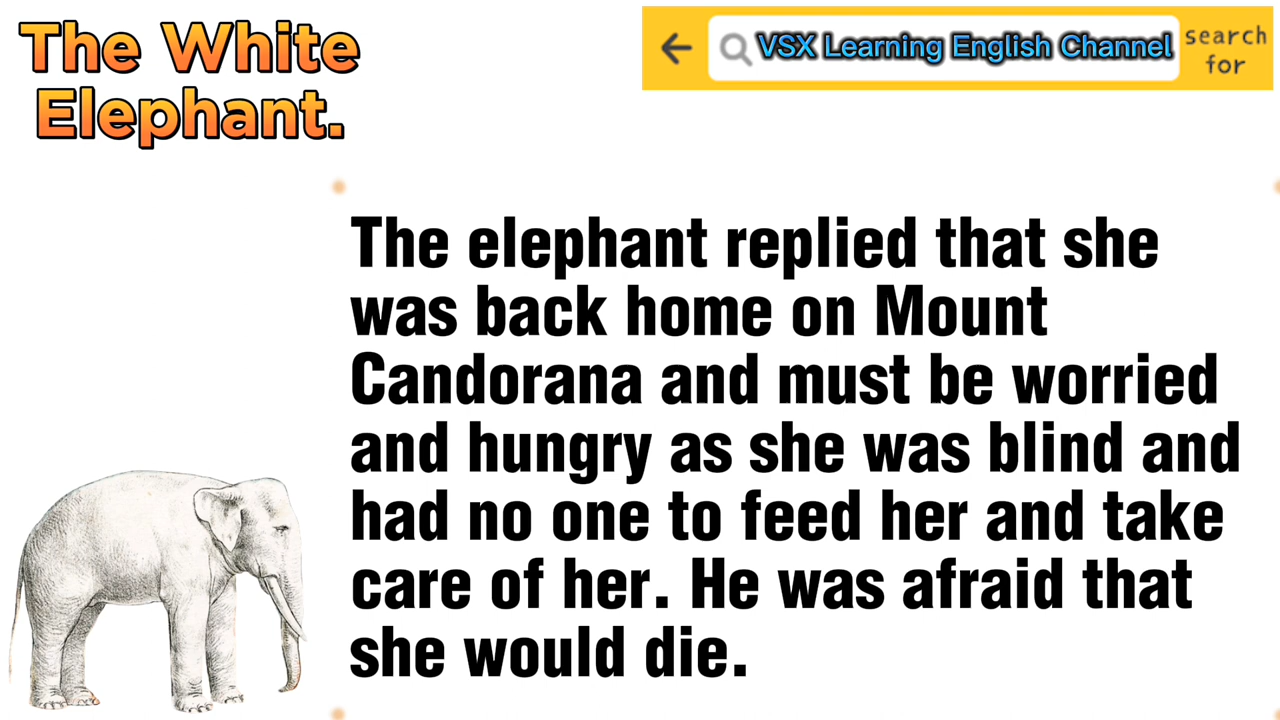 The White
Elephant.
VSX Learning English Channel
search
for
The elephant replied that she
was back home on Mount
Candorana and must be worried
and hungry as she was blind and
had no one to feed her and take
care of her. He was afraid that
she would die.